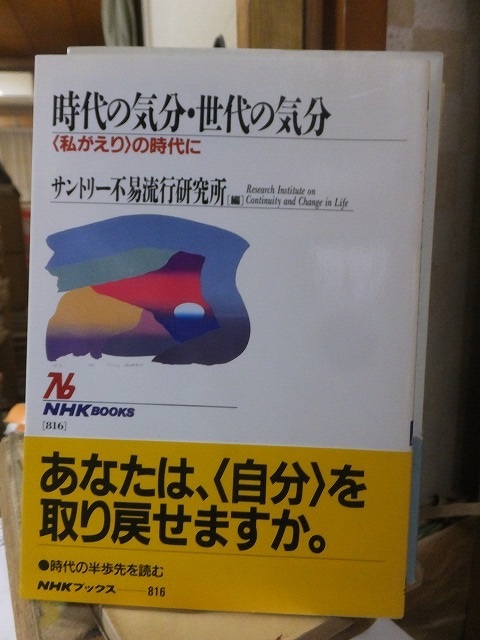 時代の気分・世代の気分
〈私がえり〉の時代に
サントリー不易流行研究所[編]
Research Institute on
Continuity and Change in Life
NHK BOOKS
[816]
あなたは、〈自分〉を
取り戻せますか。
●時代の半歩先を読む
NHKブックス——816